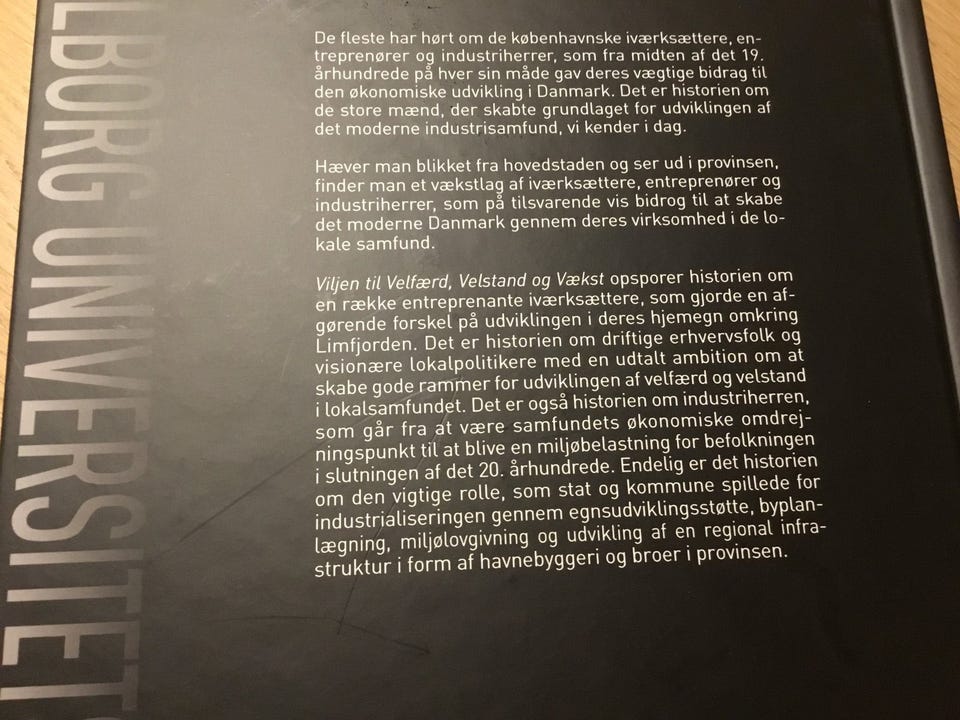 LBORG UNIVERSITET
De fleste har hørt om de københavnske iværksættere, en-
treprenører og industriherrer, som fra midten af det 19.
århundrede på hver sin måde gav deres vægtige bidrag til
den økonomiske udvikling i Danmark. Det er historien om
de store mænd, der skabte grundlaget for udviklingen af
det moderne industrisamfund, vi kender i dag.
Hæver man blikket fra hovedstaden og ser ud i provinsen,
finder man et vækstlag af iværksættere, entreprenører og
industriherrer, som på tilsvarende vis bidrog til at skabe
det moderne Danmark gennem deres virksomhed i de lo-
kale samfund.
Viljen til Velfærd, Velstand og Vækst opsporer historien om
en række entreprenante iværksættere, som gjorde en af-
gørende forskel på udviklingen i deres hjemegn omkring
Limfjorden. Det er historien om driftige erhvervsfolk og
visionære lokalpolitikere med en udtalt ambition om at
skabe gode rammer for udviklingen af velfærd og velstand
i lokalsamfundet. Det er også historien om industriherren,
som går fra at være samfundets økonomiske omdrej-
ningspunkt til at blive en miljøbelastning for befolkningen
i slutningen af det 20. århundrede. Endelig er det historien
om den vigtige rolle, som stat og kommune spillede for
industrialiseringen gennem egnsudviklingsstøtte, byplan-
lægning, miljølovgivning og udvikling af en regional infra-
struktur i form af havnebyggeri og broer i provinsen.